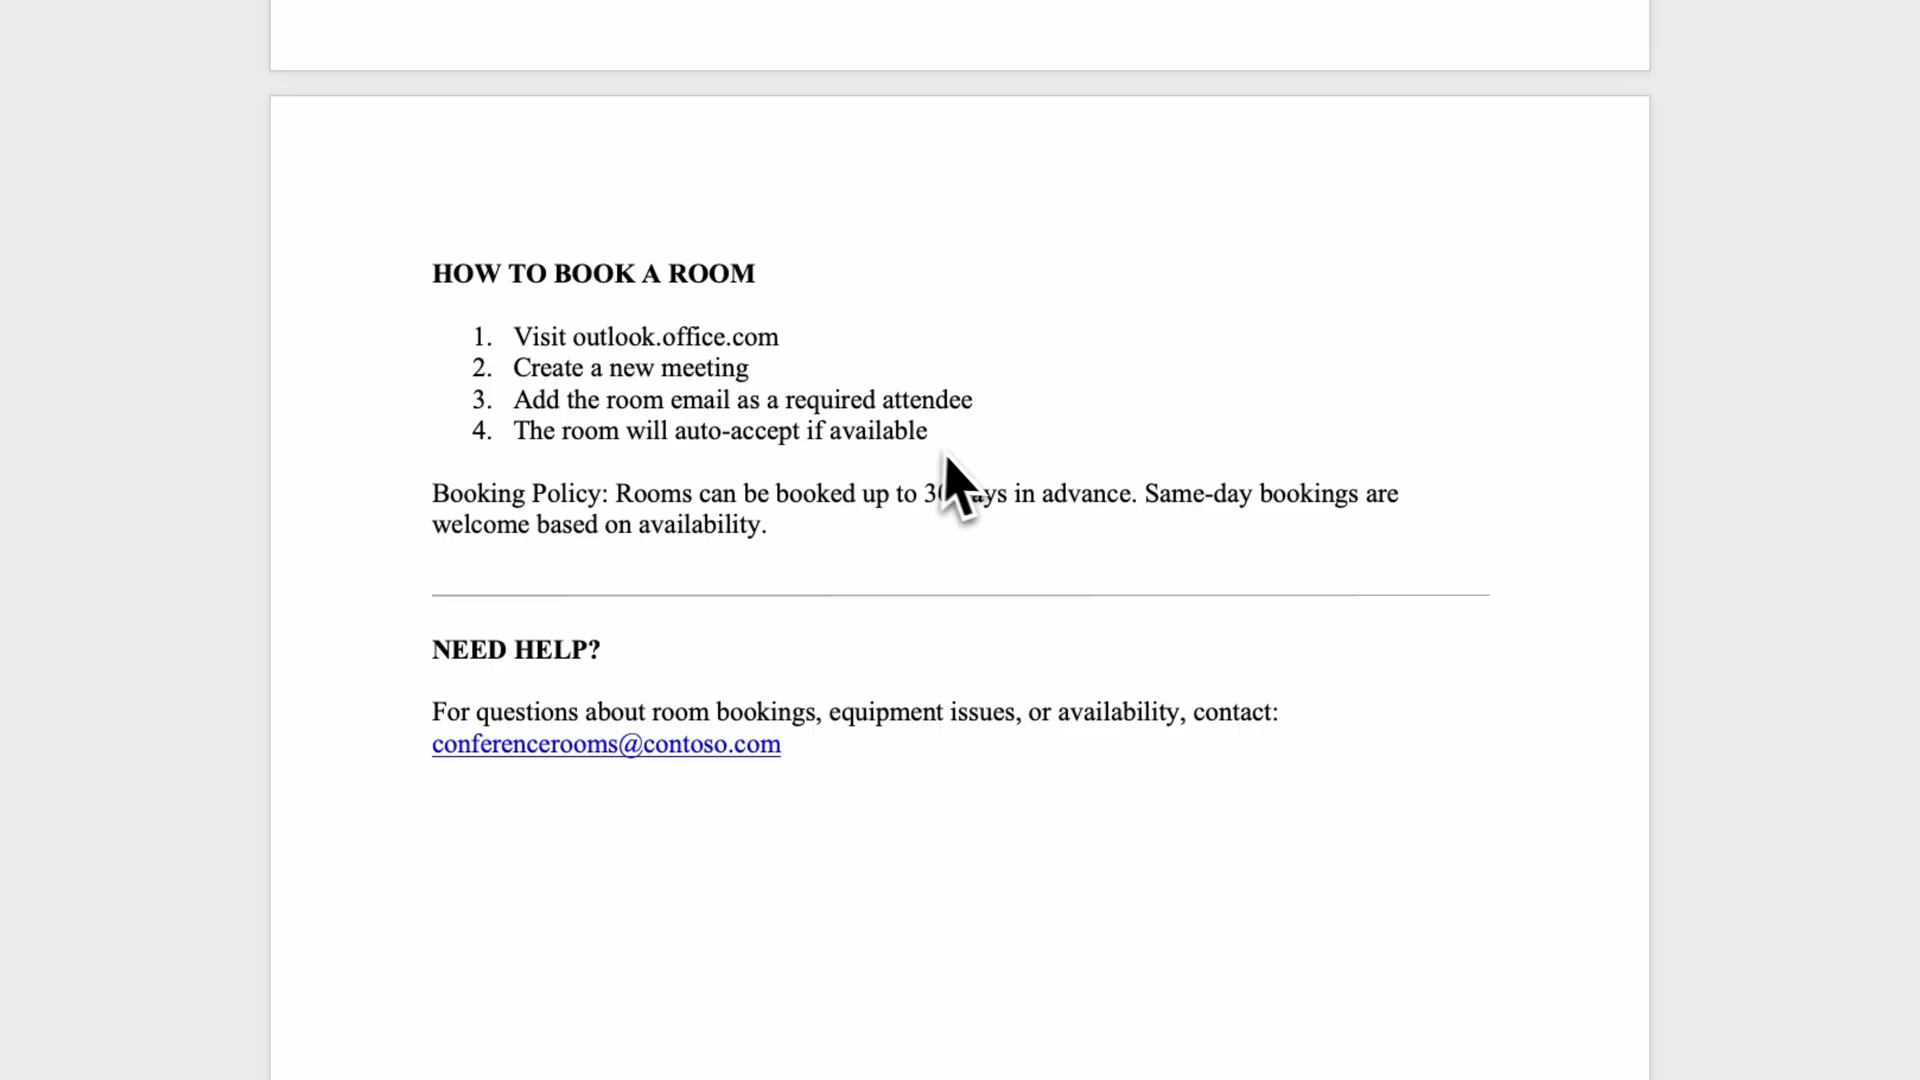 HOW TO BOOK A ROOM
1. Visit outlook.office.com
2. Create a new meeting
3. Add the room email as a required attendee
4. The room will auto-accept if available
Booking Policy: Rooms can be booked up to in advance. Same-day bookings are
welcome based on availability.
NEED HELP?
For questions about room bookings, equipment issues, or availability, contact:
conferencerooms@contoso.com